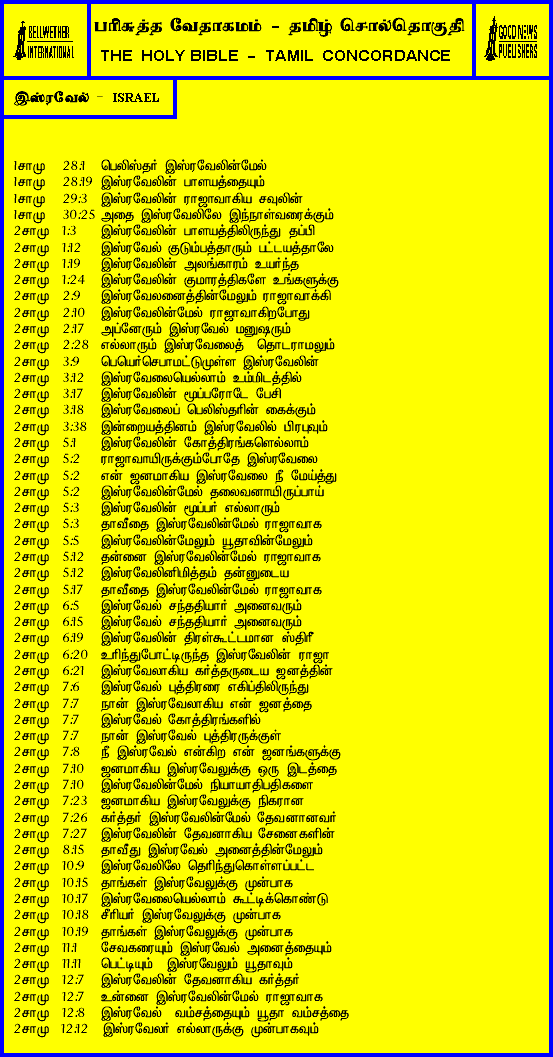 BELLWETHER INTERNATIONAL
பரிசுத்த வேதாகமம் - தமிழ் சொல்தொகுதி
THE HOLY BIBLE - TAMIL CONCORDANCE
GOOD NEWS PUBLISHERS
இஸ்ரவேல் - ISRAEL
1சாமு 28:1 பெலிஸ்தர் இஸ்ரவேலின்மேல்
1சாமு 28:19 இஸ்ரவேலின் பாளயத்தையும்
1சாமு 29:3 இஸ்ரவேலின் ராஜாவாகிய சவுலின்
1சாமு 30:25 அதை இஸ்ரவேலிலே இந்நாள்வரைக்கும்
2சாமு 1:3 இஸ்ரவேலின் பாளயத்திலிருந்து தப்பி
2சாமு 1:12 இஸ்ரவேல் குடும்பத்தாரும் பட்டயத்தாலே
2சாமு 1:19 இஸ்ரவேலின் அலங்காரம் உயர்ந்த
2சாமு 1:24 இஸ்ரவேலின் குமாரத்திகளே உங்களுக்கு
2சாமு 2:9 இஸ்ரவேலனைத்தின்மேலும் ராஜாவாக்கி
2சாமு 2:10 இஸ்ரவேலின்மேல் ராஜாவாகிறபோது
2சாமு 2:17 அப்னேரும் இஸ்ரவேல் மனுஷரும்
2சாமு 2:28 எல்லாரும் இஸ்ரவேலைத் தொடராமலும்
2சாமு 3:9 பெயெர்செபாமட்டுமுள்ள இஸ்ரவேலின்
2சாமு 3:12 இஸ்ரவேலையெல்லாம் உம்மிடத்தில்
2சாமு 3:17 இஸ்ரவேலின் மூப்பரோடே பேசி
2சாமு 3:18 இஸ்ரவேலைப் பெலிஸ்தரின் கைக்கும்
2சாமு 3:38 இன்றையத்தினம் இஸ்ரவேலில் பிரபுவும்
2சாமு 5:1 இஸ்ரவேலின் கோத்திரங்களெல்லாம்
2சாமு 5:2 ராஜாவாயிருக்கும்போதே இஸ்ரவேலை
2சாமு 5:2 என் ஜனமாகிய இஸ்ரவேலை நீ மேய்த்து
2சாமு 5:2 இஸ்ரவேலின்மேல் தலைவனாயிருப்பாய்
2சாமு 5:3 இஸ்ரவேலின் மூப்பர் எல்லாரும்
2சாமு 5:3 தாவீதை இஸ்ரவேலின்மேல் ராஜாவாக
2சாமு 5:5 இஸ்ரவேலின்மேலும் யூதாவின்மேலும்
2சாமு 5:12 தன்னை இஸ்ரவேலின்மேல் ராஜாவாக
2சாமு 5:12 இஸ்ரவேலினிமித்தம் தன்னுடைய
2சாமு 5:17 தாவீதை இஸ்ரவேலின்மேல் ராஜாவாக
2சாமு 6:5 இஸ்ரவேல் சந்ததியார் அனைவரும்
2சாமு 6:15 இஸ்ரவேல் சந்ததியார் அனைவரும்
2சாமு 6:19 இஸ்ரவேலின் திரள்கூட்டமான ஸ்திரீ
2சாமு 6:20 உரிந்துபோட்டிருந்த இஸ்ரவேலின் ராஜா
2சாமு 6:21 இஸ்ரவேலாகிய கர்த்தருடைய ஜனத்தின்
2சாமு 7:6 இஸ்ரவேல் புத்திரரை எகிப்திலிருந்து
2சாமு 7:7 நான் இஸ்ரவேலாகிய என் ஜனத்தை
2சாமு 7:7 இஸ்ரவேல் கோத்திரங்களில்
2சாமு 7:7 நான் இஸ்ரவேல் புத்திரருக்குள்
2சாமு 7:8 நீ இஸ்ரவேல் என்கிற என் ஜனங்களுக்கு
2சாமு 7:10 ஜனமாகிய இஸ்ரவேலுக்கு ஒரு இடத்தை
2சாமு 7:10 இஸ்ரவேலின்மேல் நியாயாதிபதிகளை
2சாமு 7:23 ஜனமாகிய இஸ்ரவேலுக்கு நிகரான
2சாமு 7:26 கர்த்தர் இஸ்ரவேலின்மேல் தேவனானவர்
2சாமு 7:27 இஸ்ரவேலின் தேவனாகிய சேனைகளின்
2சாமு 8:15 தாவீது இஸ்ரவேல் அனைத்தின்மேலும்
2சாமு 10:9 இஸ்ரவேலிலே தெரிந்துகொள்ளப்பட்ட
2சாமு 10:15 தாங்கள் இஸ்ரவேலுக்கு முன்பாக
2சாமு 10:17 இஸ்ரவேலையெல்லாம் கூட்டிக்கொண்டு
2சாமு 10:18 சீரியர் இஸ்ரவேலுக்கு முன்பாக
2சாமு 10:19 தாங்கள் இஸ்ரவேலுக்கு முன்பாக
2சாமு 11:1 சேவகரையும் இஸ்ரவேல் அனைத்தையும்
2சாமு 11:11 பெட்டியும் இஸ்ரவேலும் யூதாவும்
2சாமு 12:7 இஸ்ரவேலின் தேவனாகிய கர்த்தர்
2சாமு 12:7 உன்னை இஸ்ரவேலின்மேல் ராஜாவாக
2சாமு 12:8 இஸ்ரவேல் வம்சத்தையும் யூதா வம்சத்தை
2சாமு 12:12 இஸ்ரவேலர் எல்லாருக்கு முன்பாகவும்